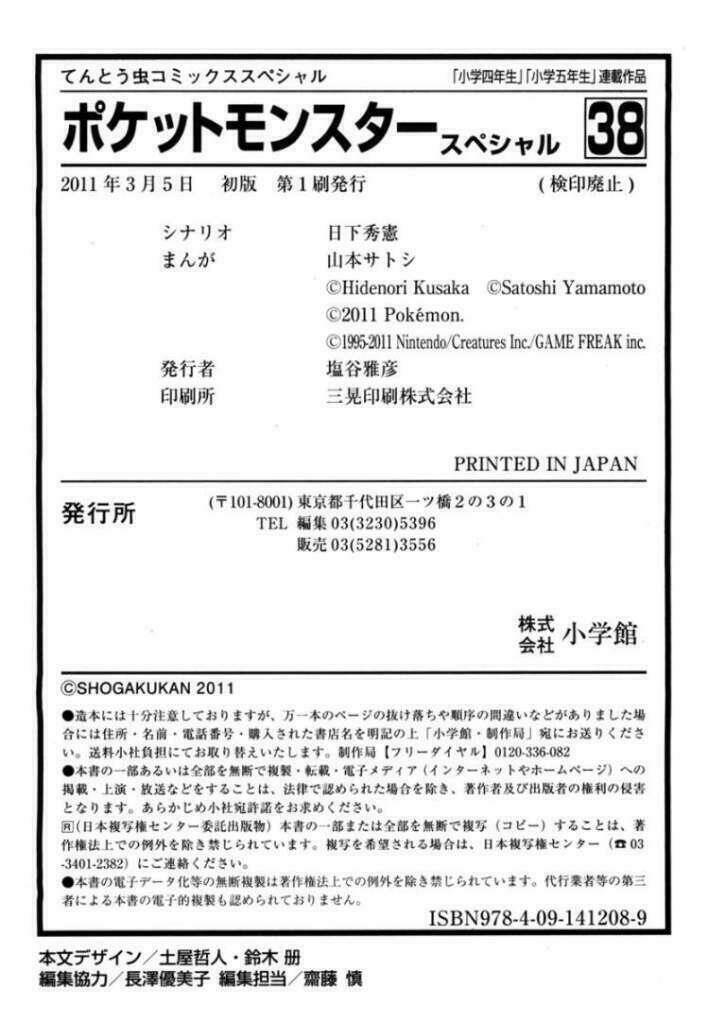 てんとう虫コミックススペシャル 「小学四年生」「小学五年生」連載作品
ポケットモンスタースペシャル 38
2011年3月5日 初版 第1刷発行 (検印廃止)
シナリオ 日下秀憲
まんが 山本サトシ
©Hidenori Kusaka ©Satoshi Yamamoto
©2011 Pokémon.
©1995-2011 Nintendo/Creatures Inc./GAME FREAK inc.
発行者 塩谷雅彦
印刷所 三晃印刷株式会社
PRINTED IN JAPAN
発行所 (〒101-8001) 東京都千代田区一ツ橋2の3の1
TEL 編集 03(3230)5396
販売 03(5281)3556
株式会社 小学館
©SHOGAKUKAN 2011
●造本には十分注意しておりますが、万一本のページの抜け落ちや順序の間違いなどがありました場
合には住所・名前・電話番号・購入された書店名を明記の上「小学館・制作局」宛にお送りくださ
い。送料小社負担にてお取り替えいたします。制作局【フリーダイヤル】0120-336-082
●本書の一部あるいは全部を無断で複製・転載・電子メディア(インターネットやホームページ)への
掲載・上演・放送などをすることは、法律で認められた場合を除き、著作者及び出版者の権利の侵害
となります。あらかじめ小社宛許諾をお求めください。
🄡(日本複写権センター委託出版物) 本書の一部または全部を無断で複写(コピー)することは、著
作権法上での例外を除き禁じられています。複写を希望される場合は、日本複写権センター(☎03
-3401-2382)にご連絡ください。
●本書の電子データ化等の無断複製は著作権法上での例外を除き禁じられています。代行業者等の第三
者による本書の電子的複製も認められておりません。
ISBN978-4-09-141208-9
本文デザイン/土屋哲人・鈴木 册
編集協力/長澤優美子 編集担当/齋藤 慎